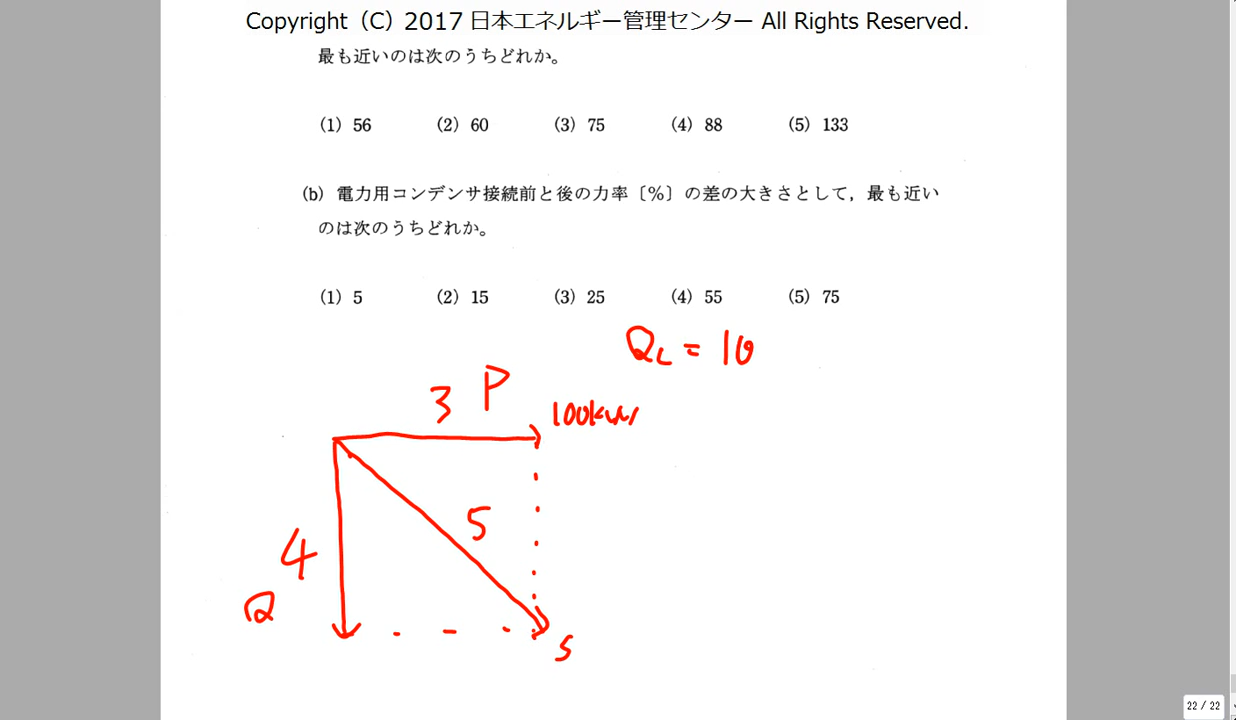 Copyright（C）2017 日本エネルギー管理センター All Rights Reserved.
最も近いのは次のうちどれか。
(1) 56 (2) 60 (3) 75 (4) 88 (5) 133
(b) 電力用コンデンサ接続前と後の力率〔％〕の差の大きさとして，最も近い
のは次のうちどれか。
(1) 5 (2) 15 (3) 25 (4) 55 (5) 75
QL = 10
3 P
5
4
Q
S
22 / 22